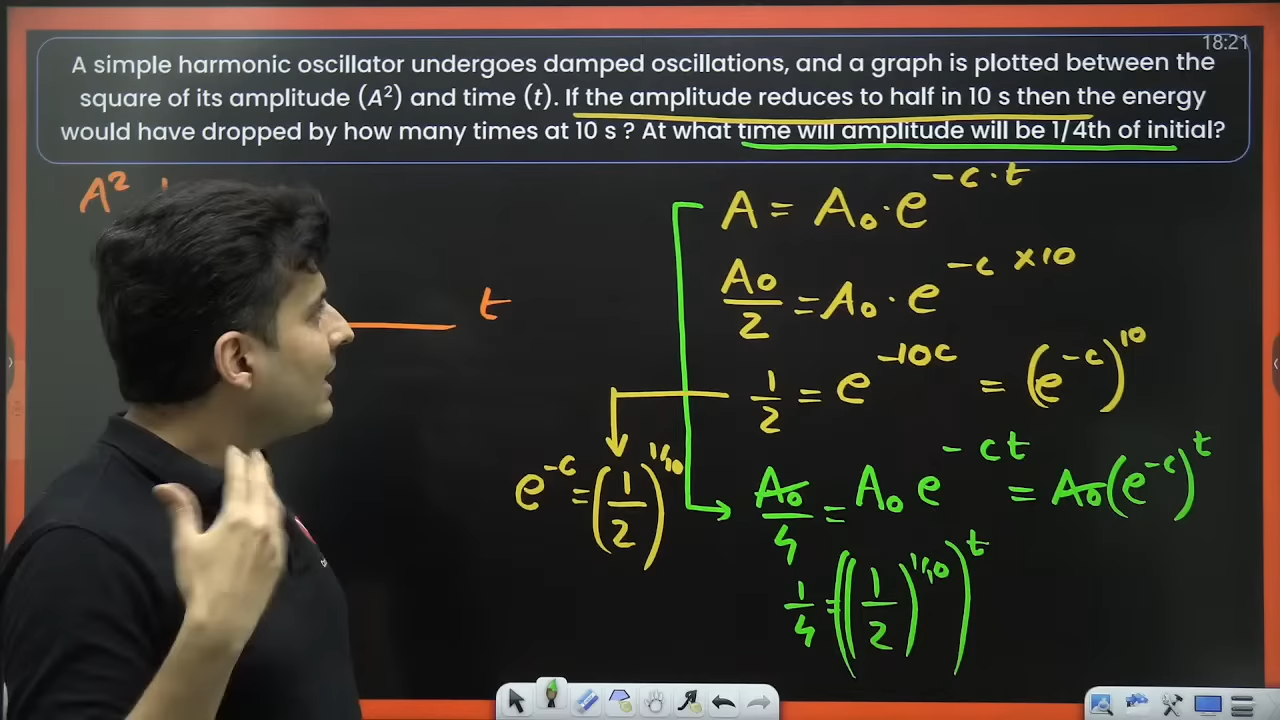 18:21
A simple harmonic oscillator undergoes damped oscillations, and a graph is plotted between the
square of its amplitude (A²) and time (t). If the amplitude reduces to half in 10 s then the energy
would have dropped by how many times at 10 s ? At what time will amplitude will be 1/4th of initial?
A²
t
A = A₀·e^(-c·t)
A₀/2 = A₀·e^(-c×10)
1/2 = e^(-10c) = (e^(-c))^10
e^(-c) = (1/2)^(1/10)
A₀/4 = A₀ e^(-ct) = A₀(e^(-c))^t
1/4 = ((1/2)^(1/10))^t